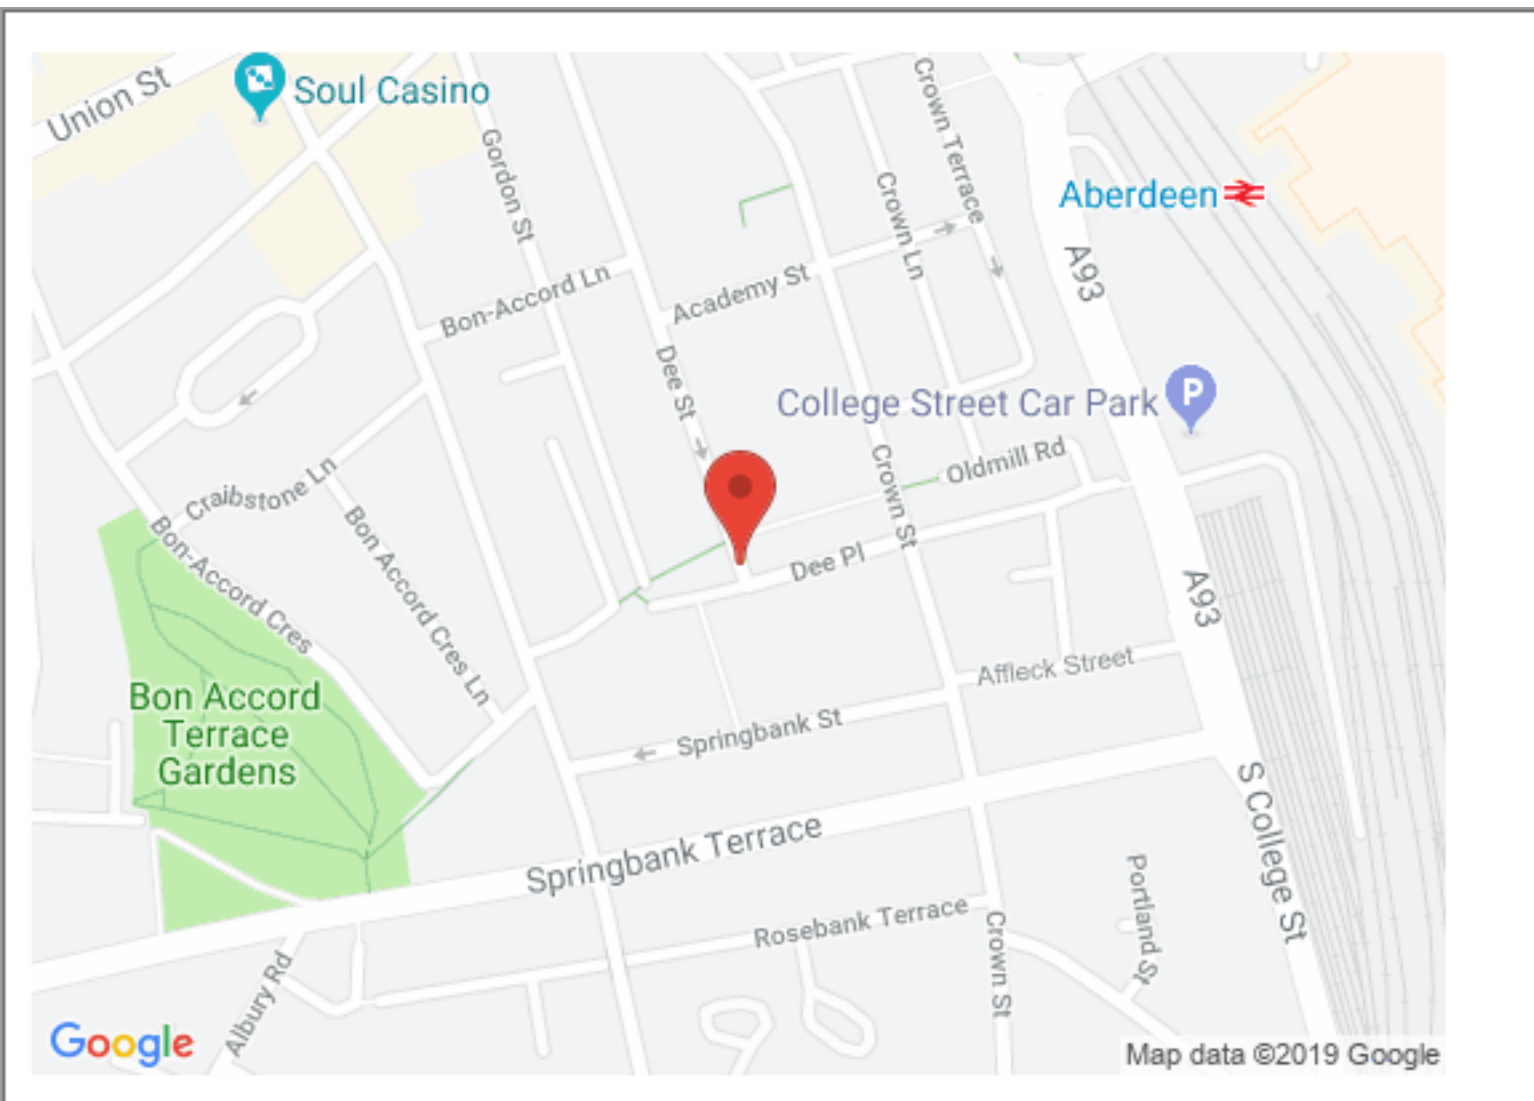 Union St
Soul Casino
Gordon St
Crown Terrace
Crown Ln
Aberdeen
A93
Bon-Accord Ln
Academy St
Dee St
College Street Car Park
P
Crown St
Oldmill Rd
Craibstone Ln
Bon-Accord Cres
Bon Accord Cres Ln
Dee Pl
A93
Affleck Street
Bon Accord
Terrace
Gardens
Springbank St
Springbank Terrace
S College St
Portland St
Rosebank Terrace
Crown St
Albury Rd
Google
Map data ©2019 Google